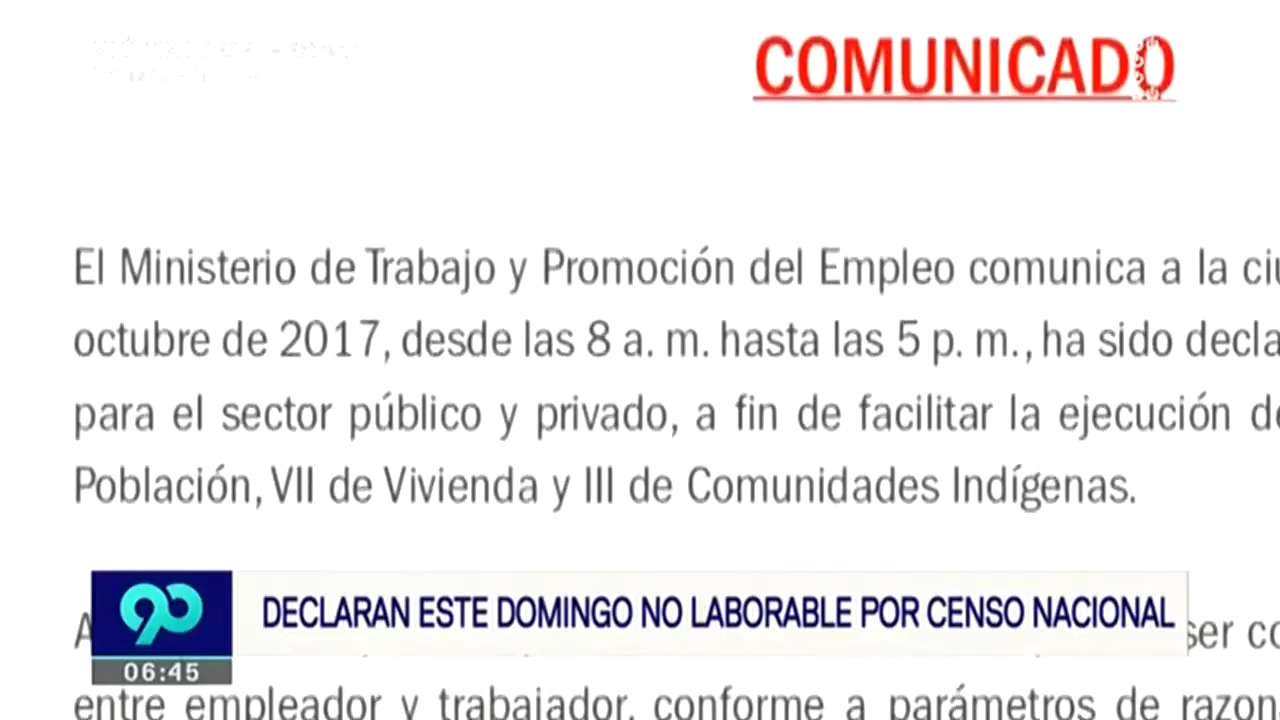 COMUNICADO
El Ministerio de Trabajo y Promoción del Empleo comunica a la
octubre de 2017, desde las 8 a. m. hasta las 5 p. m., ha sido
para el sector público y privado, a fin de facilitar la ejecución
Población, VII de Vivienda y III de Comunidades Indígenas.
90
DECLARAN ESTE DOMINGO NO LABORABLE POR CENSO NACIONAL
06:45
ser
entre empleador y trabajador, conforme a parámetros de